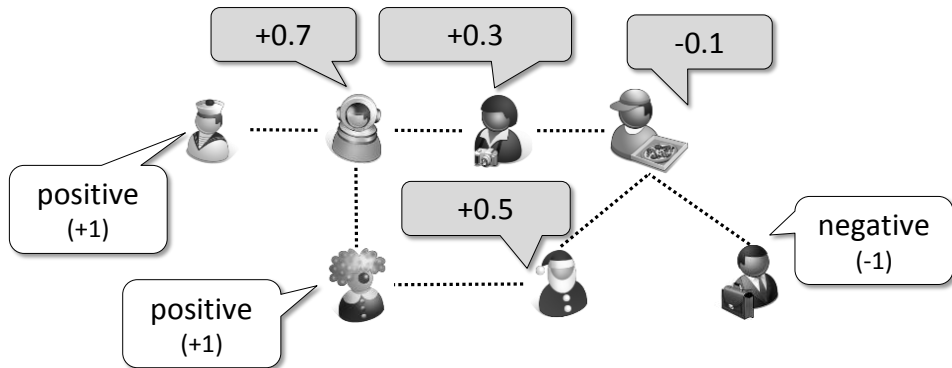 +0.7
+0.3
-0.1
positive
(+1)
+0.5
negative
(-1)
positive
(+1)